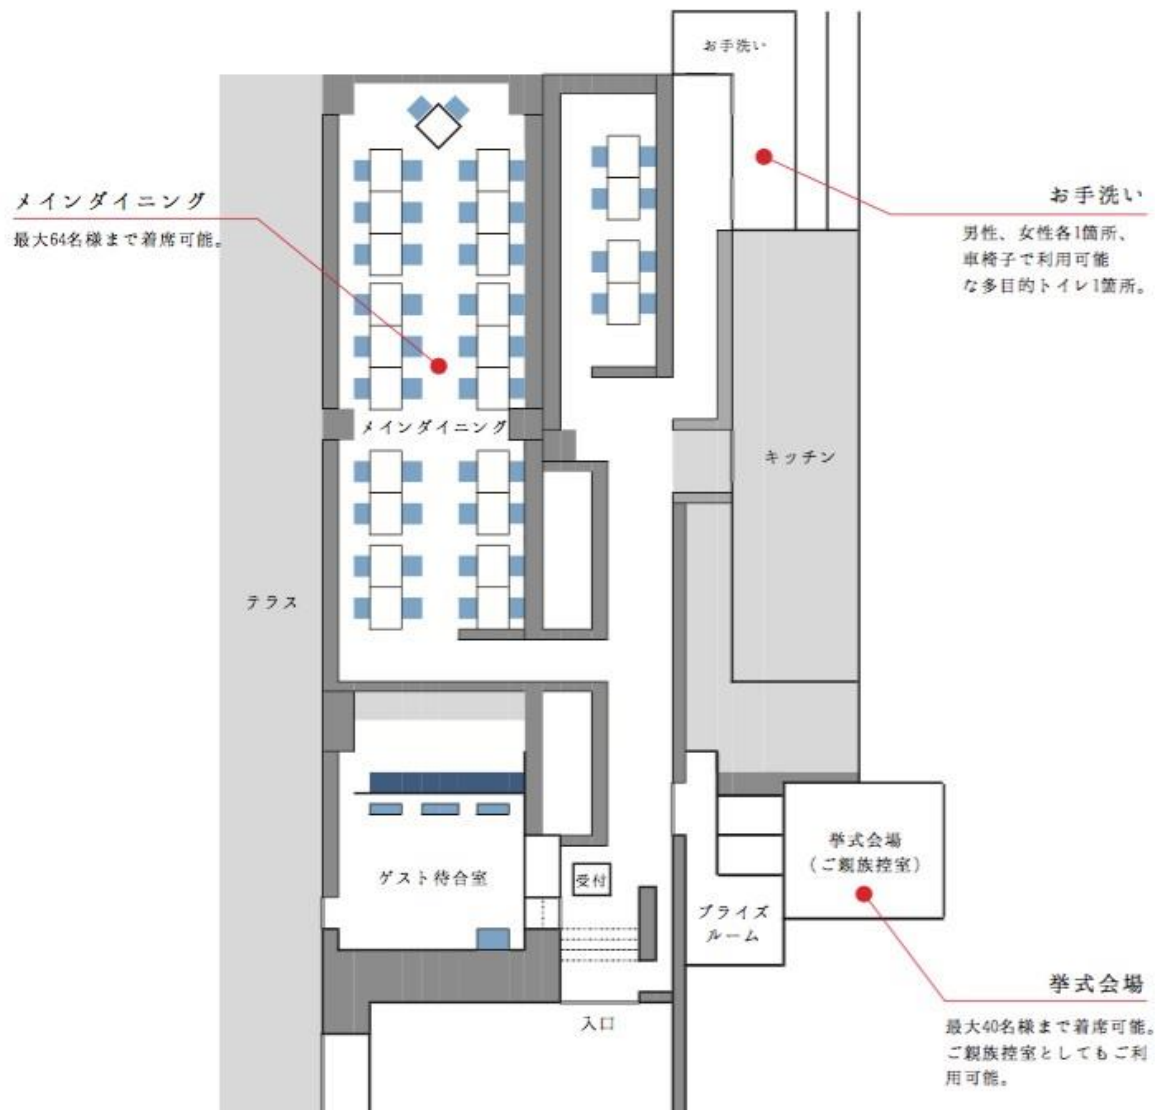 お手洗い
メインダイニング
最大64名様まで着席可能。
お手洗い
男性、女性各1箇所、
車椅子で利用可能
な多目的トイレ1箇所。
メインダイニング
キッチン
テラス
挙式会場
（ご親族控室）
ゲスト待合室
受付
ブライズ
ルーム
挙式会場
入口
最大40名様まで着席可能。
ご親族控室としてもご利
用可能。